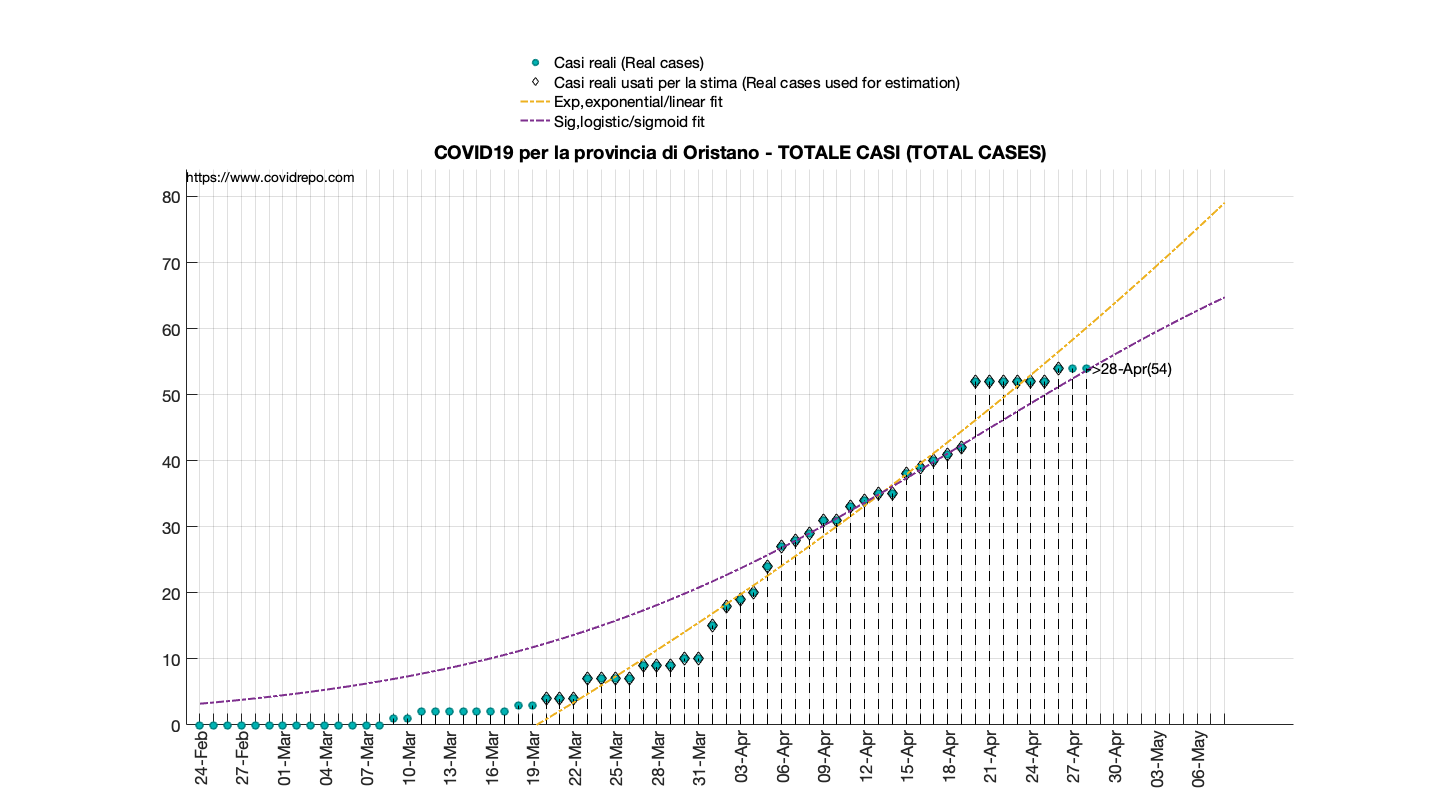 Casi reali (Real cases)
Casi reali usati per la stima (Real cases used for estimation)
Exp,exponential/linear fit
Sig,logistic/sigmoid fit
COVID19 per la provincia di Oristano - TOTALE CASI (TOTAL CASES)
https://www.covidrepo.com
80
70
60
50
40
30
20
10
0
>28-Apr(54)
24-Feb
27-Feb
01-Mar
04-Mar
07-Mar
10-Mar
13-Mar
16-Mar
19-Mar
22-Mar
25-Mar
28-Mar
31-Mar
03-Apr
06-Apr
09-Apr
12-Apr
15-Apr
18-Apr
21-Apr
24-Apr
27-Apr
30-Apr
03-May
06-May